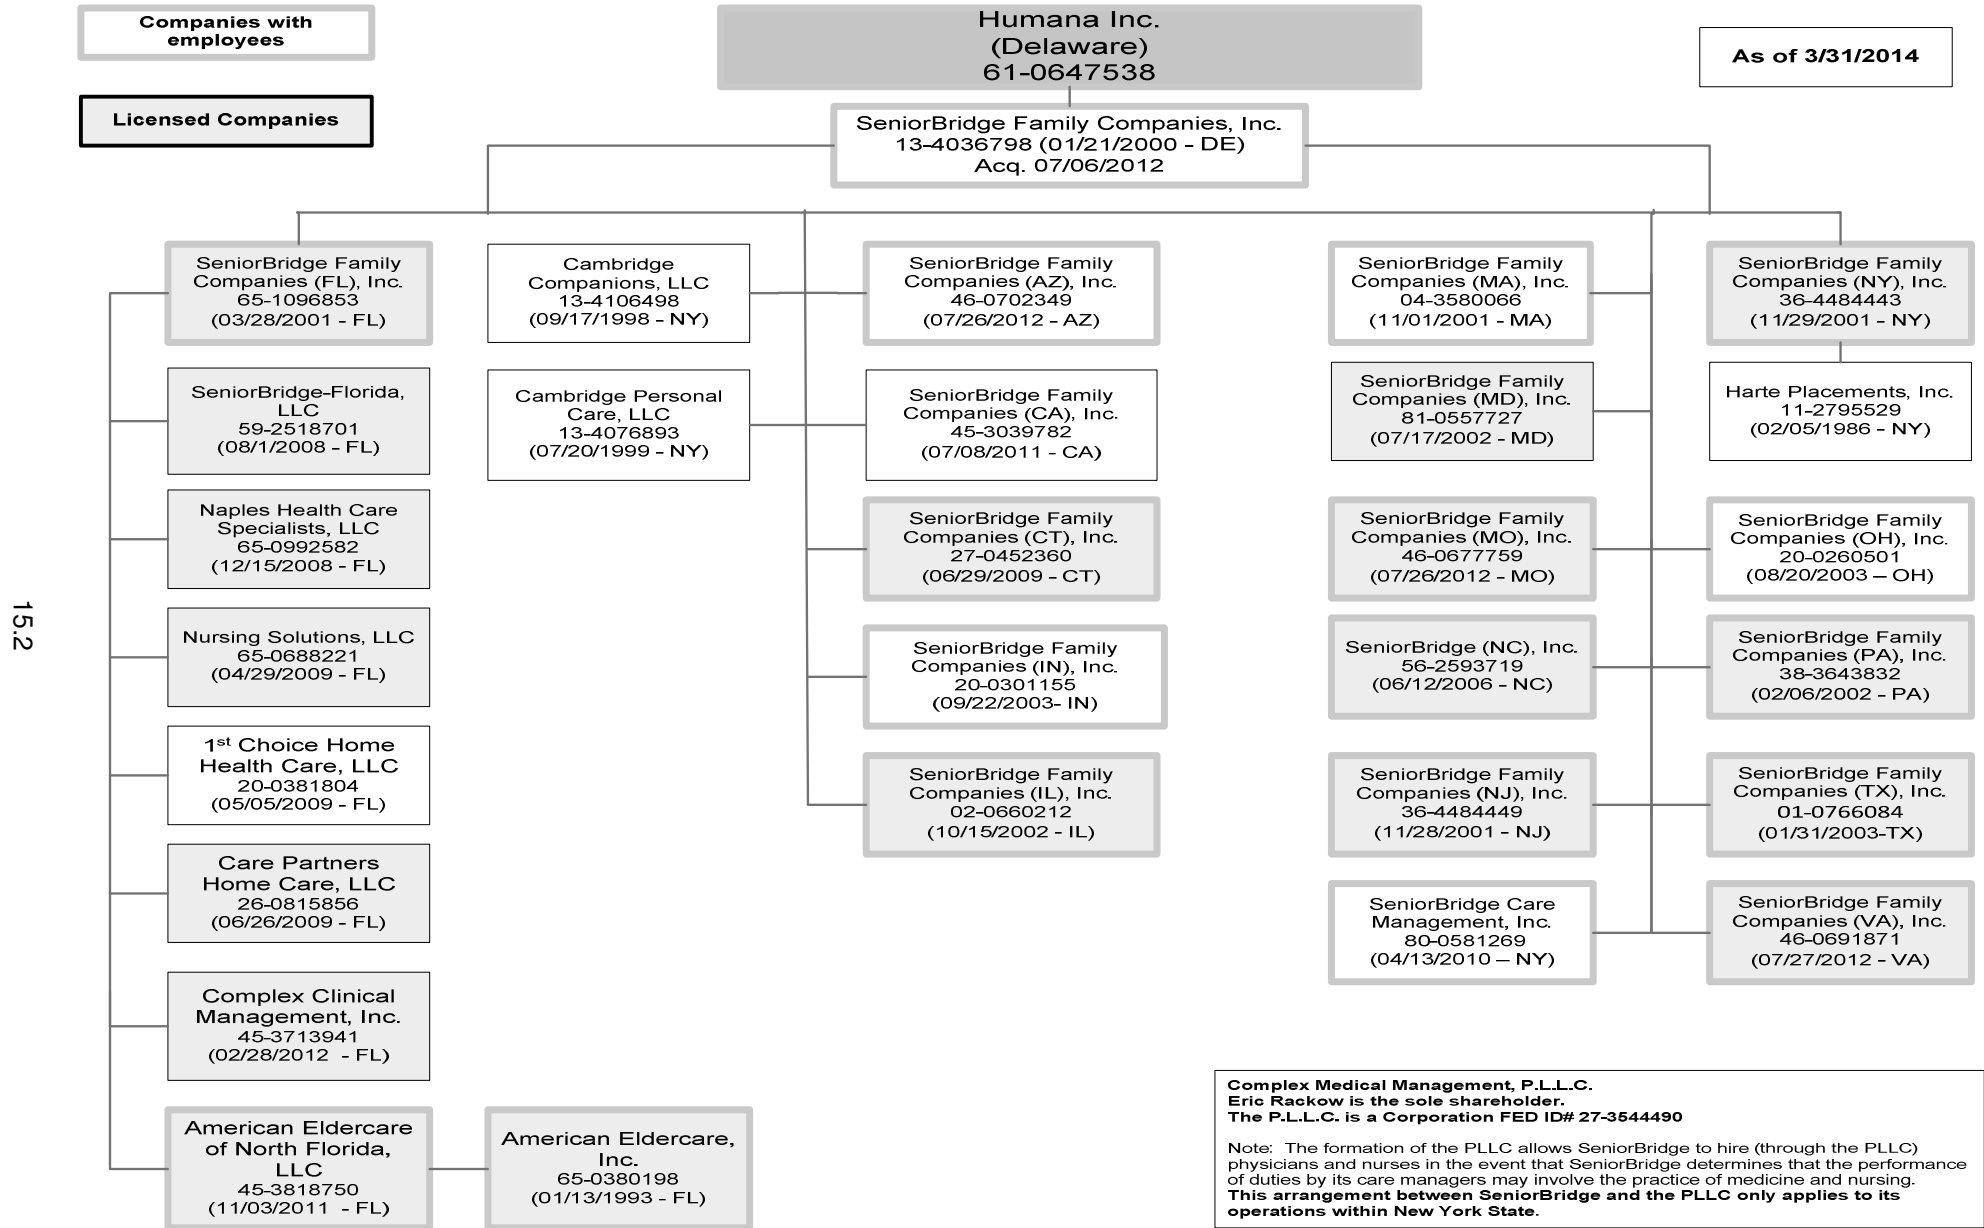 Companies with
employees
Licensed Companies
Humana Inc.
(Delaware)
61-0647538
As of 3/31/2014
SeniorBridge Family Companies, Inc.
13-4036798 (01/21/2000 - DE)
Acq. 07/06/2012
SeniorBridge Family
Companies (FL), Inc.
65-1096853
(03/28/2001 - FL)
SeniorBridge-Florida,
LLC
59-2518701
(08/1/2008 - FL)
Naples Health Care
Specialists, LLC
65-0992582
(12/15/2008 - FL)
Nursing Solutions, LLC
65-0688221
(04/29/2009 - FL)
1st Choice Home
Health Care, LLC
20-0381804
(05/05/2009 - FL)
Care Partners
Home Care, LLC
26-0815856
(06/26/2009 - FL)
Complex Clinical
Management, Inc.
45-3713941
(02/28/2012 - FL)
American Eldercare
of North Florida,
LLC
45-3818750
(11/03/2011 - FL)
American Eldercare,
Inc.
65-0380198
(01/13/1993 - FL)
Cambridge
Companions, LLC
13-4106498
(09/17/1998 - NY)
Cambridge Personal
Care, LLC
13-4076893
(07/20/1999 - NY)
SeniorBridge Family
Companies (AZ), Inc.
46-0702349
(07/26/2012 - AZ)
SeniorBridge Family
Companies (CA), Inc.
45-3039782
(07/08/2011 - CA)
SeniorBridge Family
Companies (CT), Inc.
27-0452360
(06/29/2009 - CT)
SeniorBridge Family
Companies (IN), Inc.
20-0301155
(09/22/2003- IN)
SeniorBridge Family
Companies (IL), Inc.
02-0660212
(10/15/2002 - IL)
SeniorBridge Family
Companies (MA), Inc.
04-3580066
(11/01/2001 - MA)
SeniorBridge Family
Companies (MD), Inc.
81-0557727
(07/17/2002 - MD)
SeniorBridge Family
Companies (MO), Inc.
46-0677759
(07/26/2012 - MO)
SeniorBridge (NC), Inc.
56-2593719
(06/12/2006 - NC)
SeniorBridge Family
Companies (NJ), Inc.
36-4484449
(11/28/2001 - NJ)
SeniorBridge Care
Management, Inc.
80-0581269
(04/13/2010 – NY)
SeniorBridge Family
Companies (NY), Inc.
36-4484443
(11/29/2001 - NY)
Harte Placements, Inc.
11-2795529
(02/05/1986 - NY)
SeniorBridge Family
Companies (OH), Inc.
20-0260501
(08/20/2003 – OH)
SeniorBridge Family
Companies (PA), Inc.
38-3643832
(02/06/2002 - PA)
SeniorBridge Family
Companies (TX), Inc.
01-0766084
(01/31/2003-TX)
SeniorBridge Family
Companies (VA), Inc.
46-0691871
(07/27/2012 - VA)
Complex Medical Management, P.L.L.C.
Eric Rackow is the sole shareholder.
The P.L.L.C. is a Corporation FED ID# 27-3544490
Note: The formation of the PLLC allows SeniorBridge to hire (through the PLLC)
physicians and nurses in the event that SeniorBridge determines that the performance
of duties by its care managers may involve the practice of medicine and nursing.
This arrangement between SeniorBridge and the PLLC only applies to its
operations within New York State.
15.2